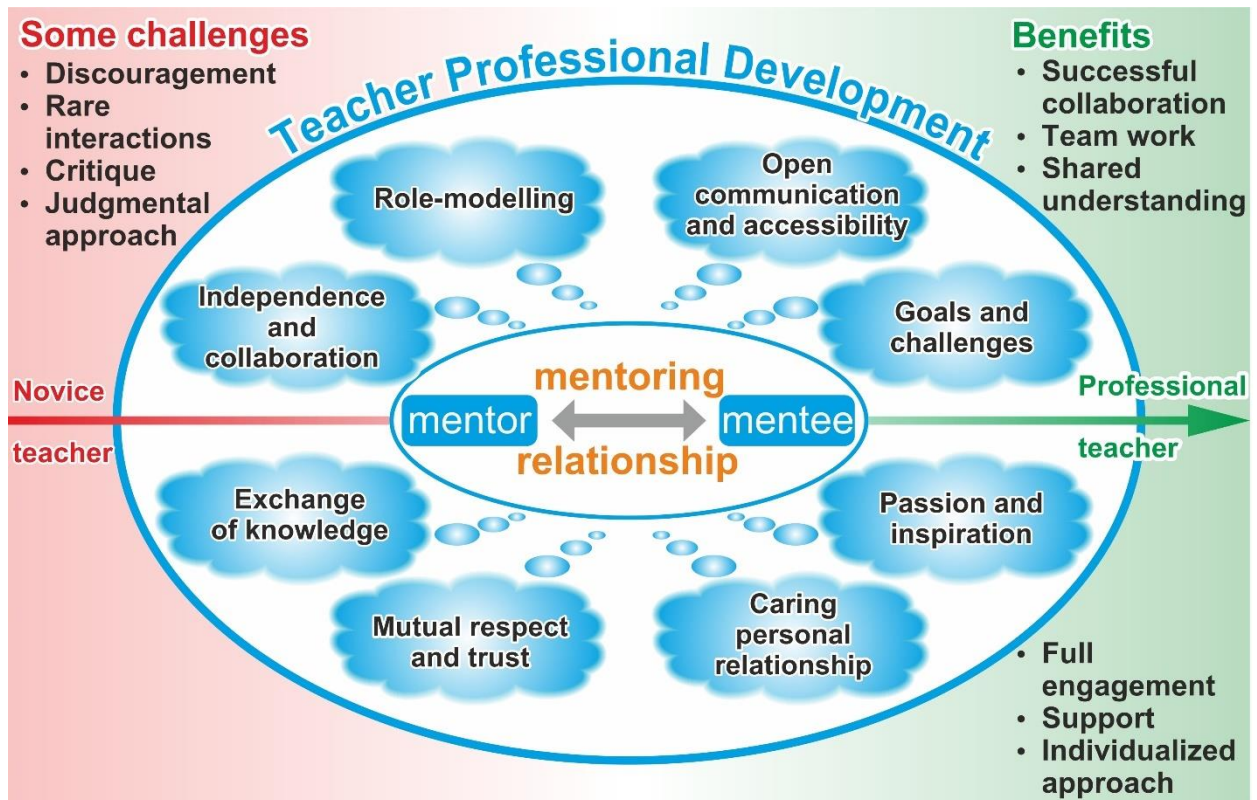 Some challenges
• Discouragement
• Rare
interactions
• Critique
• Judgmental
approach
Teacher Professional Development
Benefits
• Successful
collaboration
• Team work
• Shared
understanding
Role-modelling
Open
communication
and accessibility
Independence
and
collaboration
Goals and
challenges
Novice
teacher
mentoring
mentor
mentee
relationship
Professional
teacher
Exchange
of knowledge
Passion and
inspiration
Mutual respect
and trust
Caring
personal
relationship
• Full
engagement
• Support
• Individualized
approach